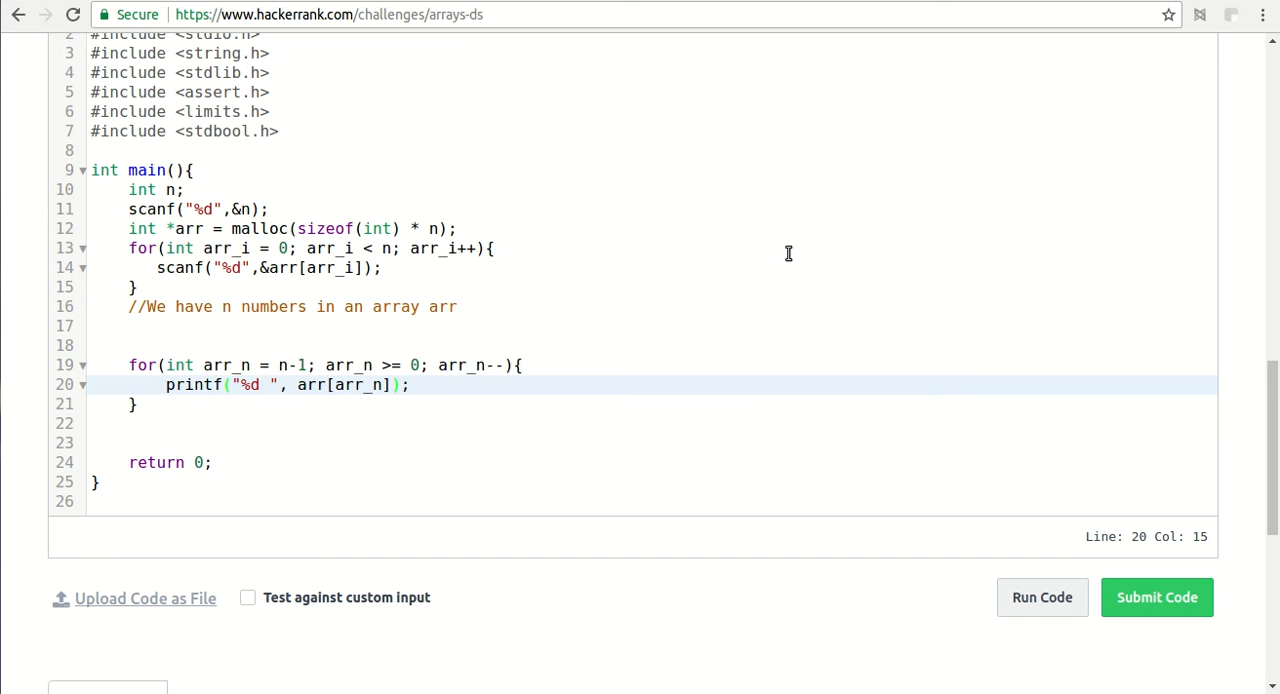 Secure https://www.hackerrank.com/challenges/arrays-ds
2 #include <stdio.h>
3 #include <string.h>
4 #include <stdlib.h>
5 #include <assert.h>
6 #include <limits.h>
7 #include <stdbool.h>
8
9 int main(){
10     int n;
11     scanf("%d",&n);
12     int *arr = malloc(sizeof(int) * n);
13     for(int arr_i = 0; arr_i < n; arr_i++){
14        scanf("%d",&arr[arr_i]);
15     }
16     //We have n numbers in an array arr
17
18
19     for(int arr_n = n-1; arr_n >= 0; arr_n--){
20         printf("%d ", arr[arr_n]);
21     }
22
23
24     return 0;
25 }
26
Line: 20 Col: 15
Upload Code as File Test against custom input Run Code Submit Code